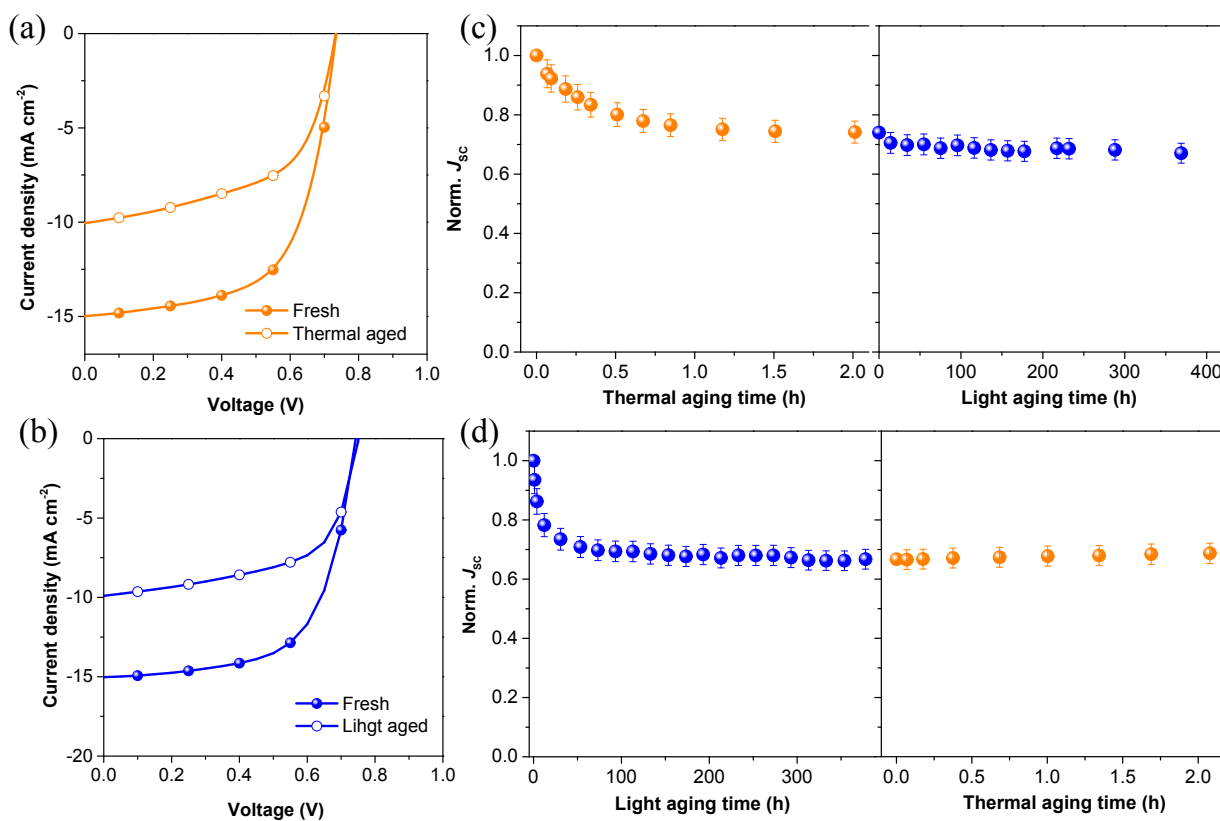 (a)
0
-5
-10
-15
Current density (mA cm-2)
Fresh
Thermal aged
0.0 0.2 0.4 0.6 0.8 1.0
Voltage (V)
(c)
1.0
0.8
0.6
0.4
0.2
0.0
Norm. Jsc
0.0 0.5 1.0 1.5 2.0
Thermal aging time (h)
0 100 200 300 400
Light aging time (h)
(b)
0
-5
-10
-15
-20
Current density (mA cm-2)
Fresh
Lihgt aged
0.0 0.2 0.4 0.6 0.8 1.0
Voltage (V)
(d)
1.0
0.8
0.6
0.4
0.2
0.0
Norm. Jsc
0 100 200 300
Light aging time (h)
0.0 0.5 1.0 1.5 2.0
Thermal aging time (h)